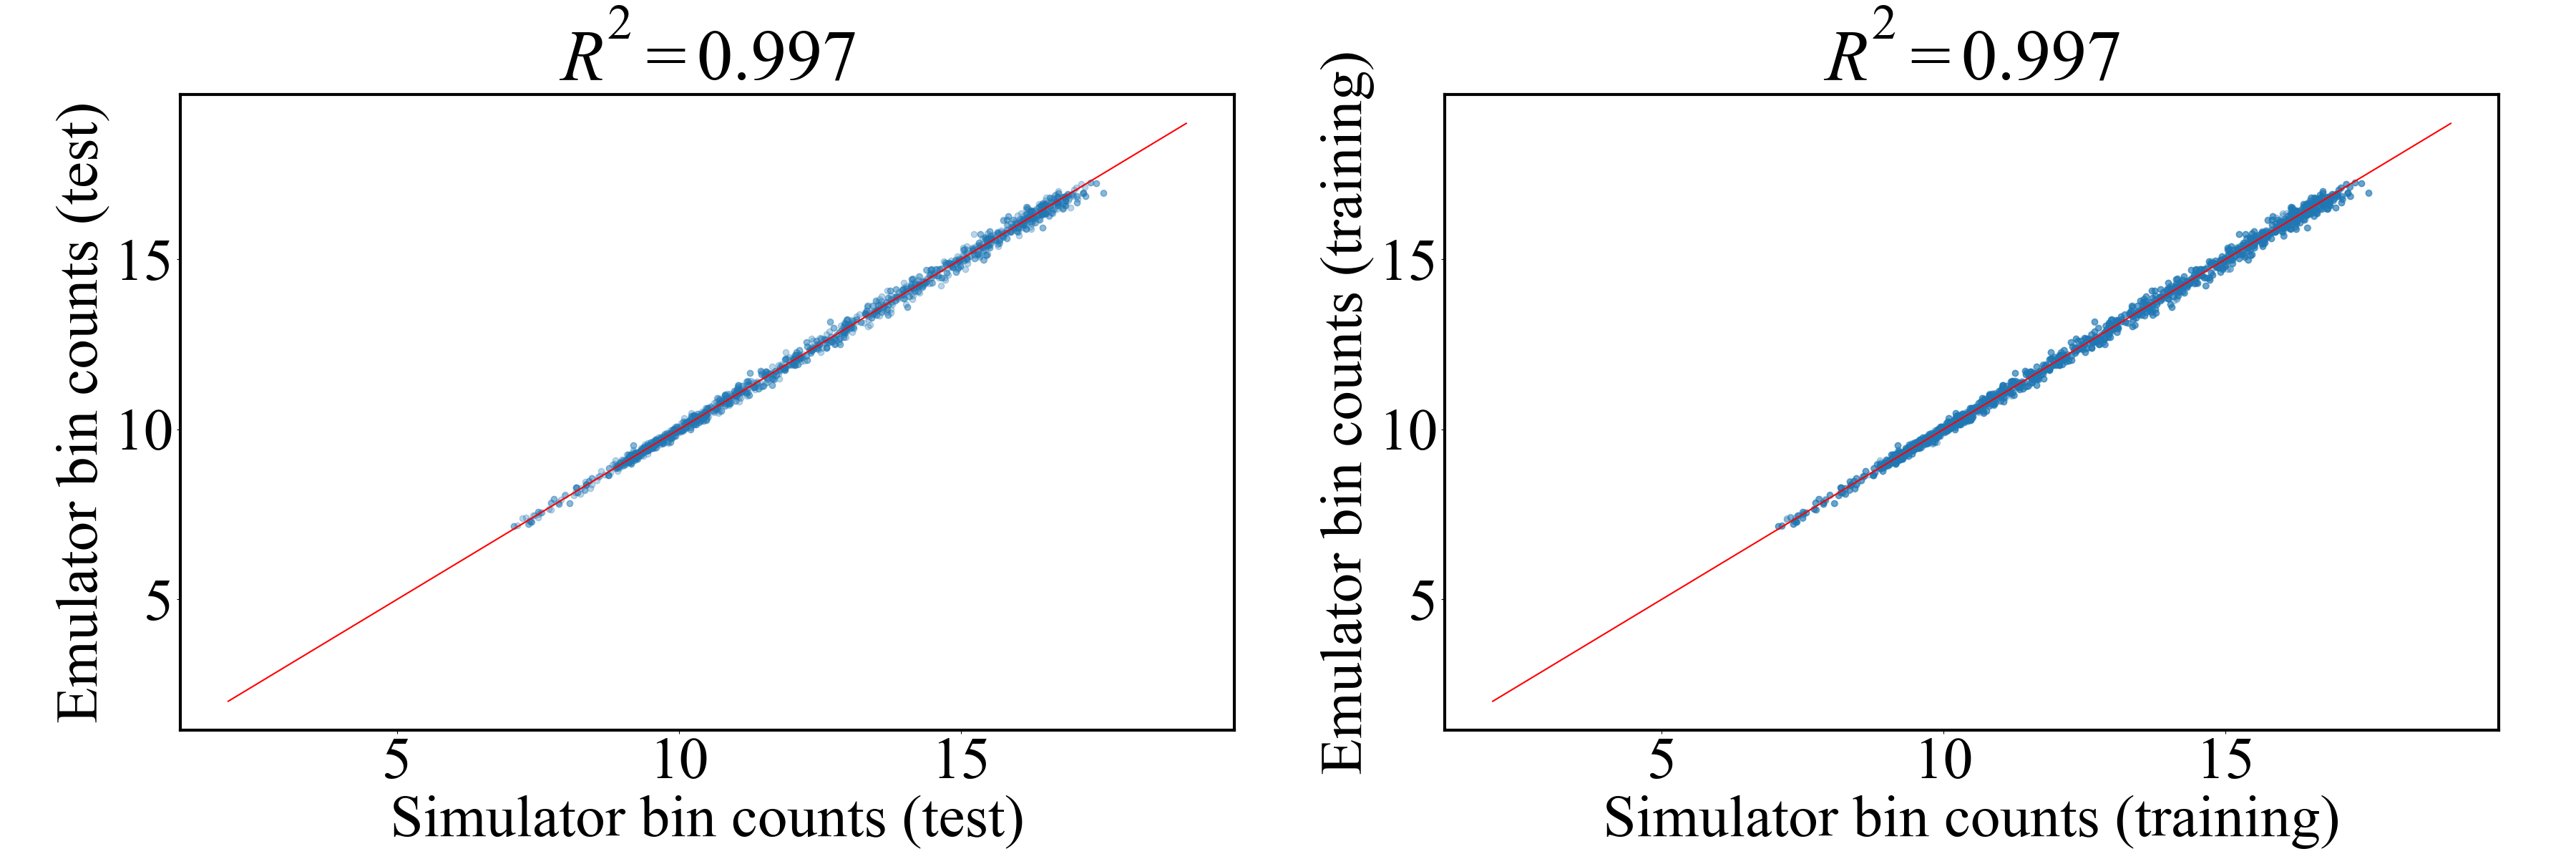 R² = 0.997
Emulator bin counts (test)
15
10
5
5 10 15
Simulator bin counts (test)
R² = 0.997
Emulator bin counts (training)
15
10
5
5 10 15
Simulator bin counts (training)